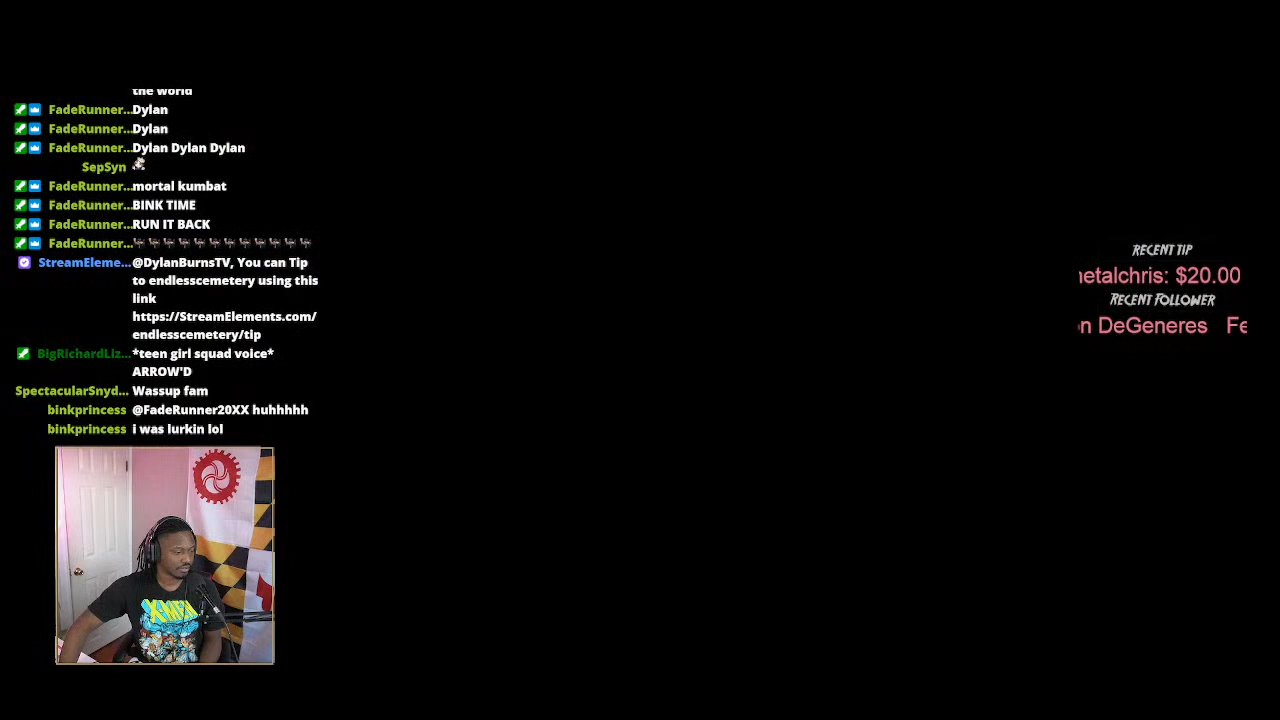 the world
FadeRunner... Dylan
FadeRunner... Dylan
FadeRunner... Dylan Dylan Dylan
SepSyn
FadeRunner... mortal kumbat
FadeRunner... BINK TIME
FadeRunner... RUN IT BACK
FadeRunner...
StreamEleme... @DylanBurnsTV, You can Tip
to endlesscemetery using this
link
https://StreamElements.com/
endlesscemetery/tip
BigRichardLiz... *teen girl squad voice*
ARROW'D
SpectacularSnyd... Wassup fam
binkprincess @FadeRunner20XX huhhhhh
binkprincess i was lurkin lol
RECENT TIP
etalchris: $20.00
RECENT FOLLOWER
n DeGeneres Fe
X-MEN